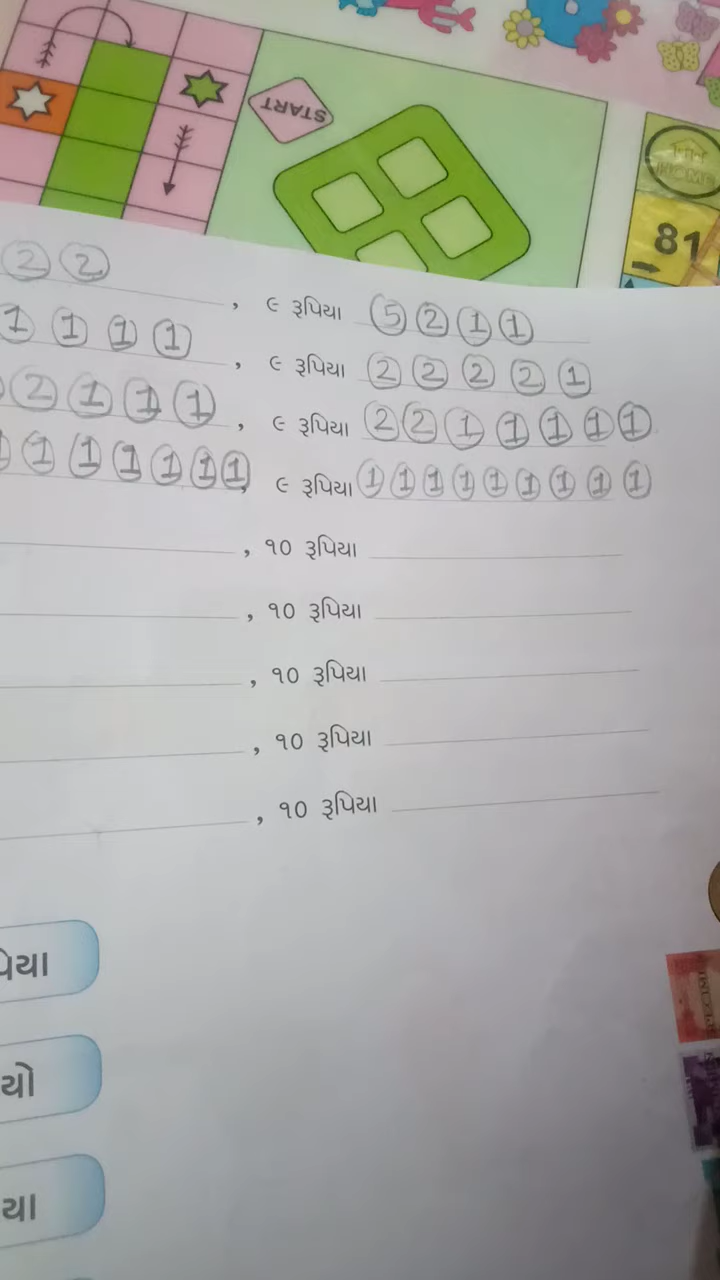 START
HOME
81
2 2 , ૯ રૂપિયા 5 2 1 1
1 1 1 1 , ૯ રૂપિયા 2 2 2 2 1
2 1 1 1 , ૯ રૂપિયા 2 2 1 1 1 1 1
1 1 1 1 1 1 , ૯ રૂપિયા 1 1 1 1 1 1 1 1 1
, ૧૦ રૂપિયા
, ૧૦ રૂપિયા
, ૧૦ રૂપિયા
, ૧૦ રૂપિયા
, ૧૦ રૂપિયા
પિયા
યો
યા